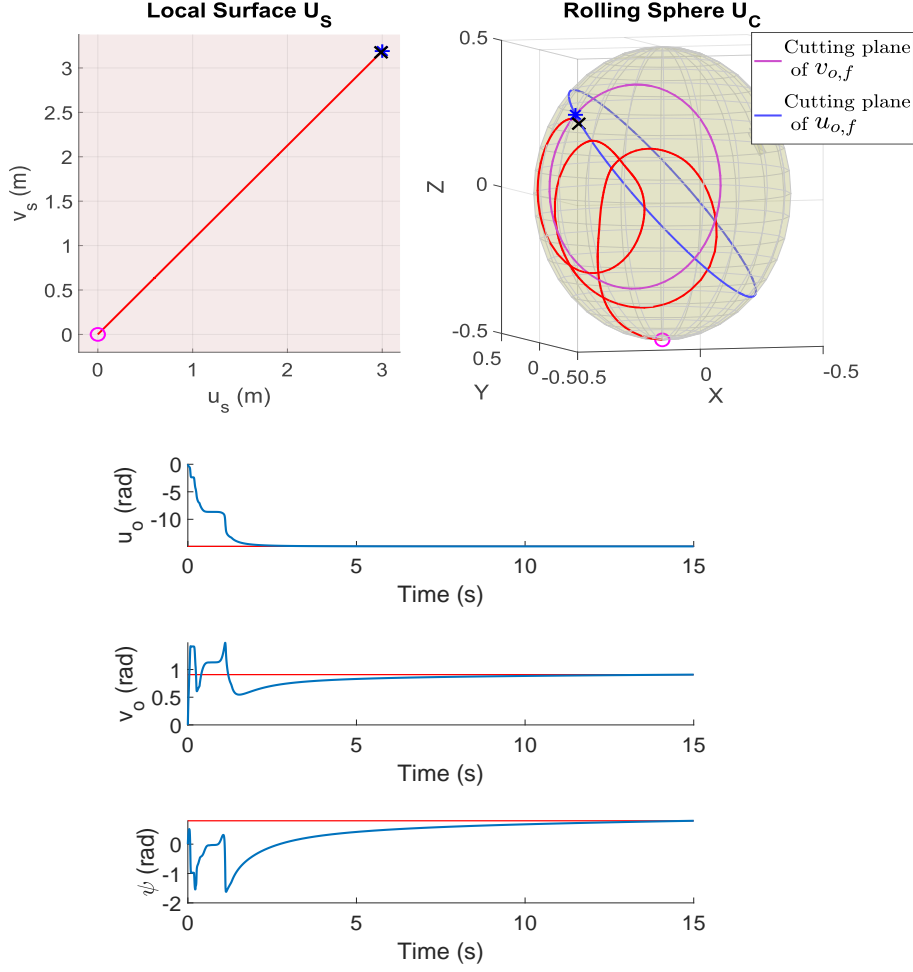 Local Surface U_S
Rolling Sphere U_C
3
2.5
2
1.5
1
0.5
0
v_s (m)
0
1
2
3
u_s (m)
0.5
0
-0.5
Z
0.5
0
-0.5
Y
0.5
0
-0.5
X
Cutting plane
of v_{o,f}
Cutting plane
of u_{o,f}
0
-5
-10
u_o (rad)
0
5
10
15
Time (s)
1
0.5
0
v_o (rad)
0
5
10
15
Time (s)
0
-1
-2
ψ (rad)
0
5
10
15
Time (s)